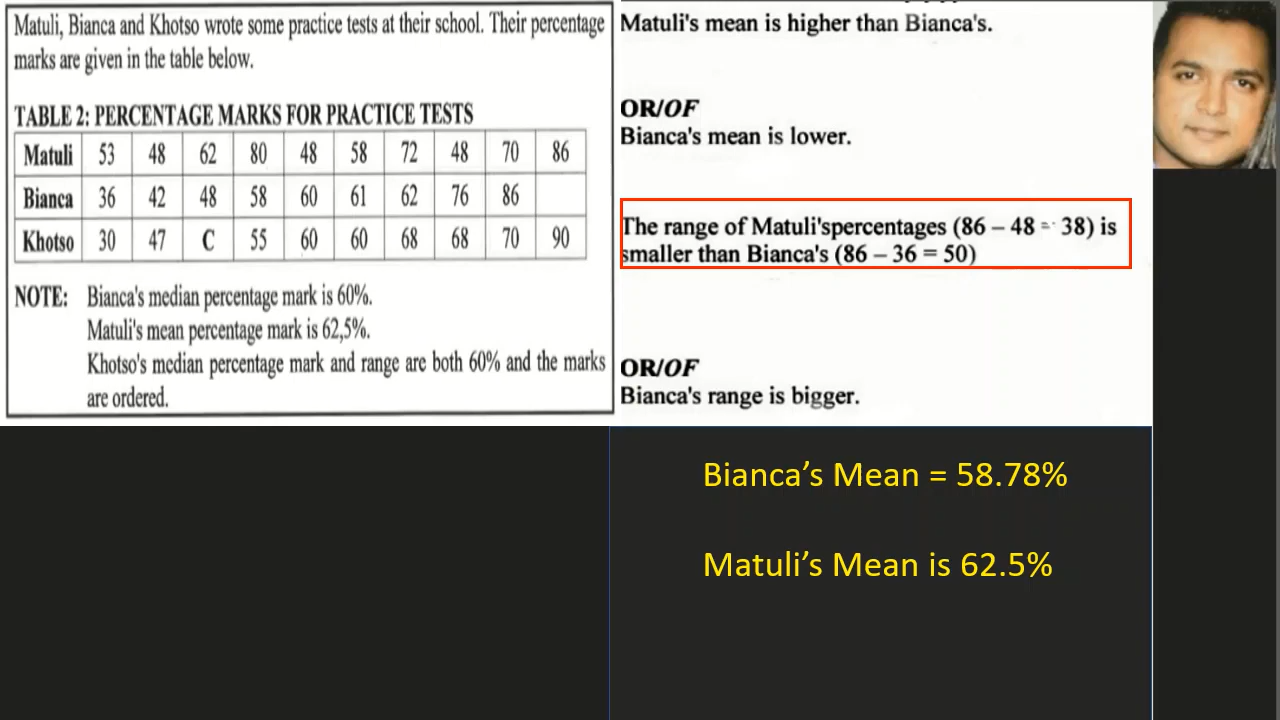 Matuli, Bianca and Khotso wrote some practice tests at their school. Their percentage
marks are given in the table below.
TABLE 2: PERCENTAGE MARKS FOR PRACTICE TESTS
Matuli 53 48 62 80 48 58 72 48 70 86
Bianca 36 42 48 58 60 61 62 76 86
Khotso 30 47 C 55 60 60 68 68 70 90
NOTE: Bianca's median percentage mark is 60%.
Matuli's mean percentage mark is 62,5%.
Khotso's median percentage mark and range are both 60% and the marks
are ordered.
Matuli's mean is higher than Bianca's.
OR/OF
Bianca's mean is lower.
The range of Matuli'spercentages (86 – 48 = 38) is
smaller than Bianca's (86 – 36 = 50)
OR/OF
Bianca's range is bigger.
Bianca’s Mean = 58.78%
Matuli’s Mean is 62.5%